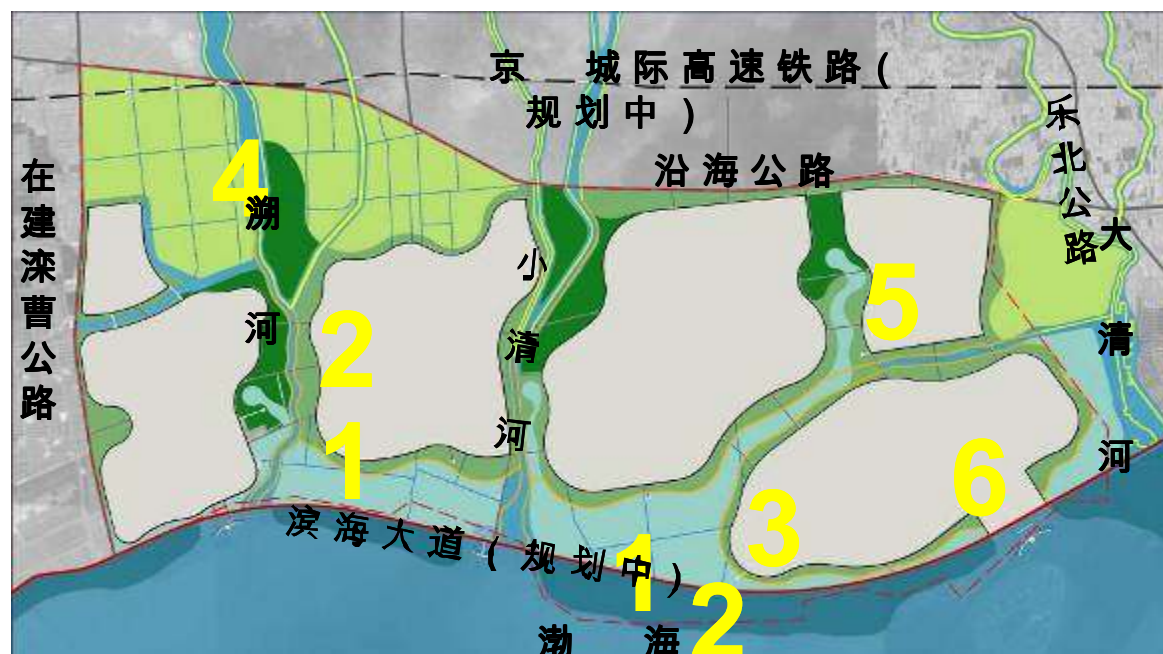 京 城际高速铁路(
规划中)
沿海公路
乐北公路
在建滦曹公路
4
溯河
小清河
大清河
5
2
1
6
3
滨海大道(规划中)
1
2
渤海